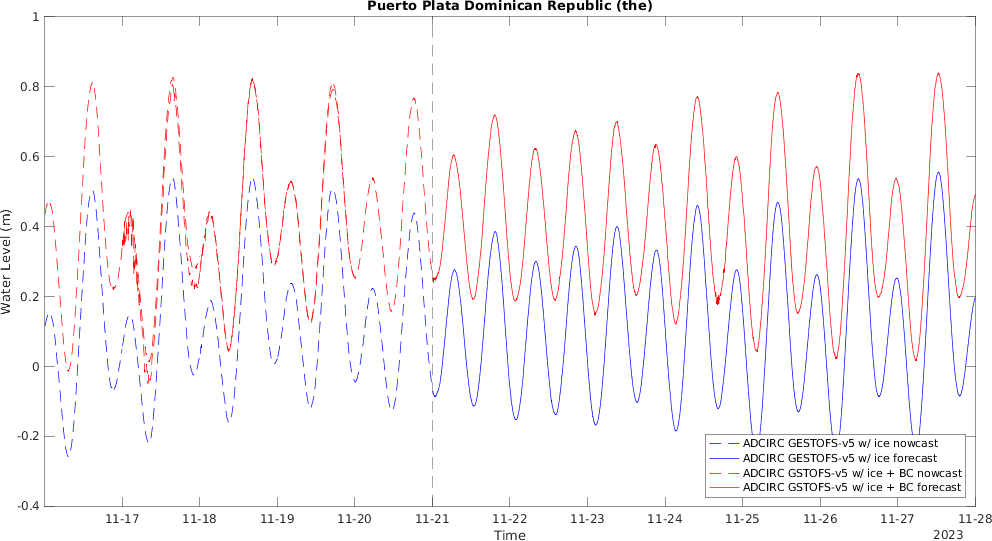 Puerto Plata Dominican Republic (the)
1
0.8
0.6
0.4
0.2
0
-0.2
-0.4
Water Level (m)
ADCIRC GESTOFS-v5 w/ ice nowcast
ADCIRC GESTOFS-v5 w/ ice forecast
ADCIRC GSTOFS-v5 w/ ice + BC nowcast
ADCIRC GSTOFS-v5 w/ ice + BC forecast
11-17 11-18 11-19 11-20 11-21 11-22 11-23 11-24 11-25 11-26 11-27 11-28
Time
2023